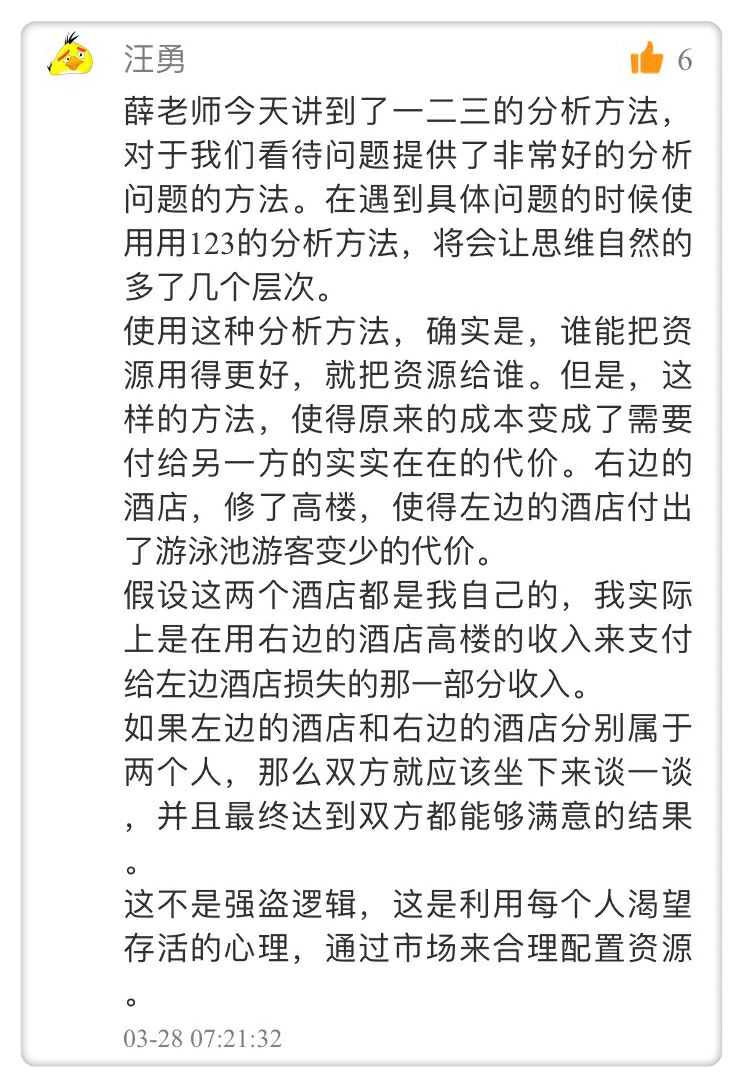 汪勇
6
薛老师今天讲到了一二三的分析方法，
对于我们看待问题提供了非常好的分析
问题的方法。在遇到具体问题的时候使
用用123的分析方法，将会让思维自然的
多了几个层次。
使用这种分析方法，确实是，谁能把资
源用得更好，就把资源给谁。但是，这
样的方法，使得原来的成本变成了需要
付给另一方的实实在在的代价。右边的
酒店，修了高楼，使得左边的酒店付出
了游泳池游客变少的代价。
假设这两个酒店都是我自己的，我实际
上是在用右边的酒店高楼的收入来支付
给左边酒店损失的那一部分收入。
如果左边的酒店和右边的酒店分别属于
两个人，那么双方就应该坐下来谈一谈
，并且最终达到双方都能够满意的结果
。
这不是强盗逻辑，这是利用每个人渴望
存活的心理，通过市场来合理配置资源
。
03-28 07:21:32